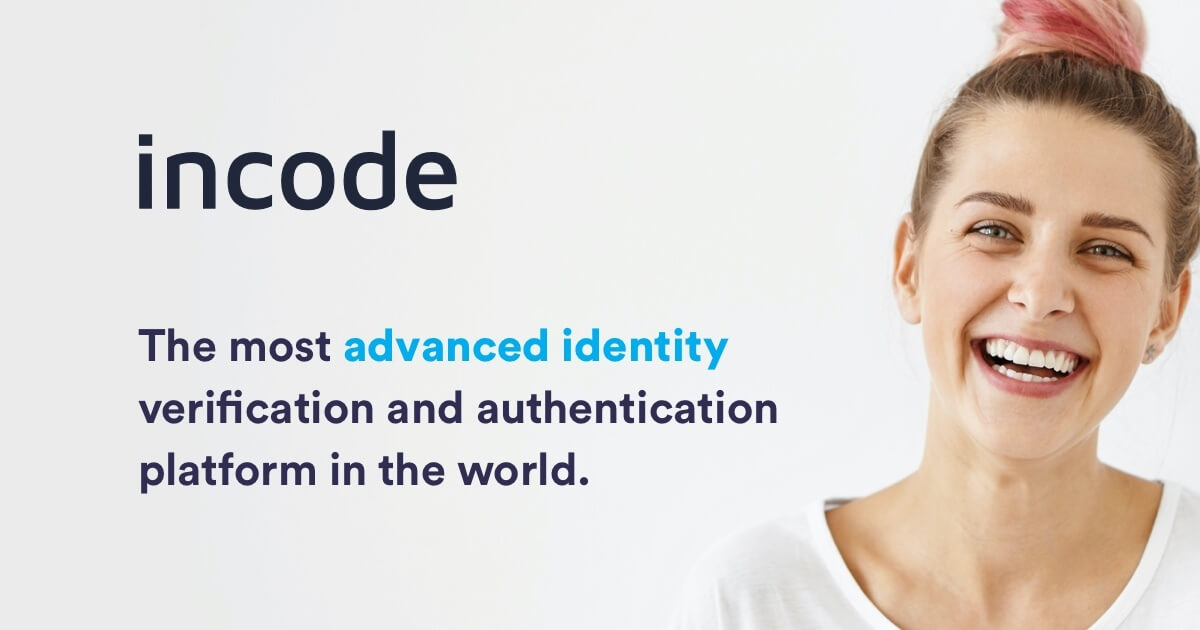 incode
The most advanced identity
verification and authentication
platform in the world.